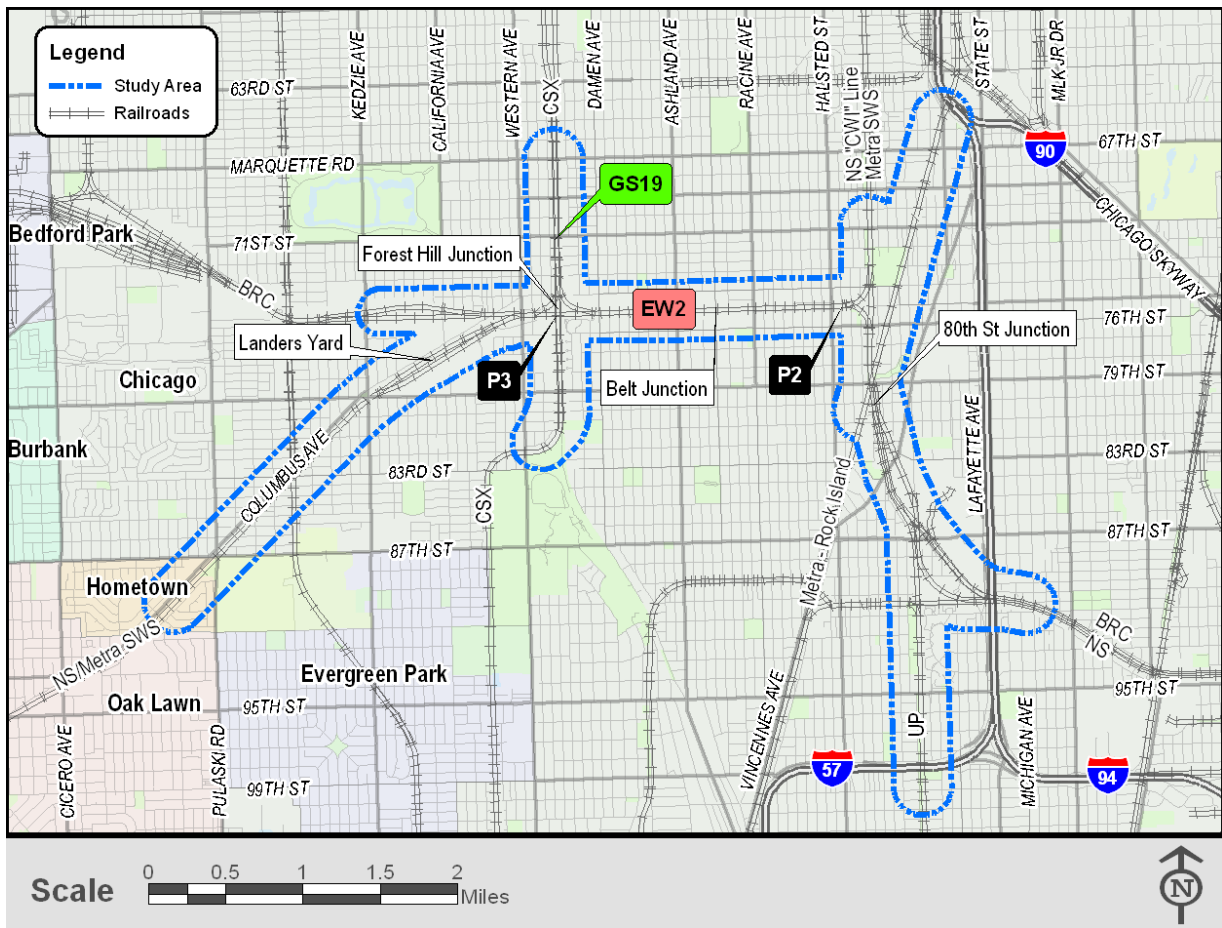 Legend
Study Area
Railroads
63RD ST
KEDZIE AVE
CALIFORNIA AVE
WESTERN AVE
CSX
DAMEN AVE
ASHLAND AVE
RACINE AVE
HALSTED ST
NS "CWI" Line
Metra SWS
STATE ST
MLK JR DR
67TH ST
90
MARQUETTE RD
GS19
CHICAGO SKYWAY
Bedford Park
71ST ST
Forest Hill Junction
BRC
EW2
76TH ST
Landers Yard
80th St Junction
Chicago
P3
Belt Junction
P2
79TH ST
Burbank
COLUMBUS AVE
83RD ST
CSX
Metra - Rock Island
LAFAYETTE AVE
83RD ST
87TH ST
87TH ST
Hometown
NS/Metra SWS
BRC
NS
Evergreen Park
Oak Lawn
95TH ST
95TH ST
CICERO AVE
PULASKI RD
99TH ST
VINCENNES AVE
57
UP
MICHIGAN AVE
94
Scale
0 0.5 1 1.5 2
Miles
N